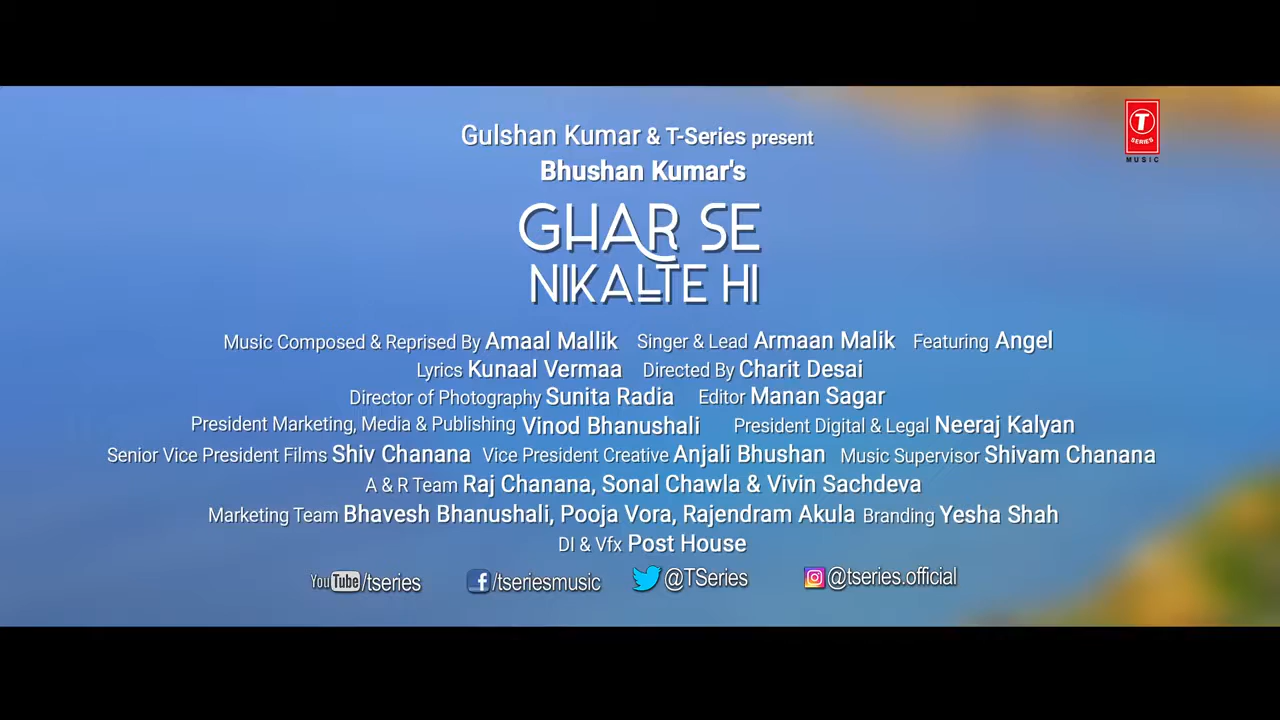 T
SERIES
MUSIC
Gulshan Kumar & T-Series present
Bhushan Kumar's
GHAR SE
NIKALTE HI
Music Composed & Reprised By Amaal Mallik Singer & Lead Armaan Malik Featuring Angel
Lyrics Kunaal Vermaa Directed By Charit Desai
Director of Photography Sunita Radia Editor Manan Sagar
President Marketing, Media & Publishing Vinod Bhanushali President Digital & Legal Neeraj Kalyan
Senior Vice President Films Shiv Chanana Vice President Creative Anjali Bhushan Music Supervisor Shivam Chanana
A & R Team Raj Chanana, Sonal Chawla & Vivin Sachdeva
Marketing Team Bhavesh Bhanushali, Pooja Vora, Rajendram Akula Branding Yesha Shah
DI & Vfx Post House
YouTube/tseries f/tseriesmusic @TSeries @tseries.official